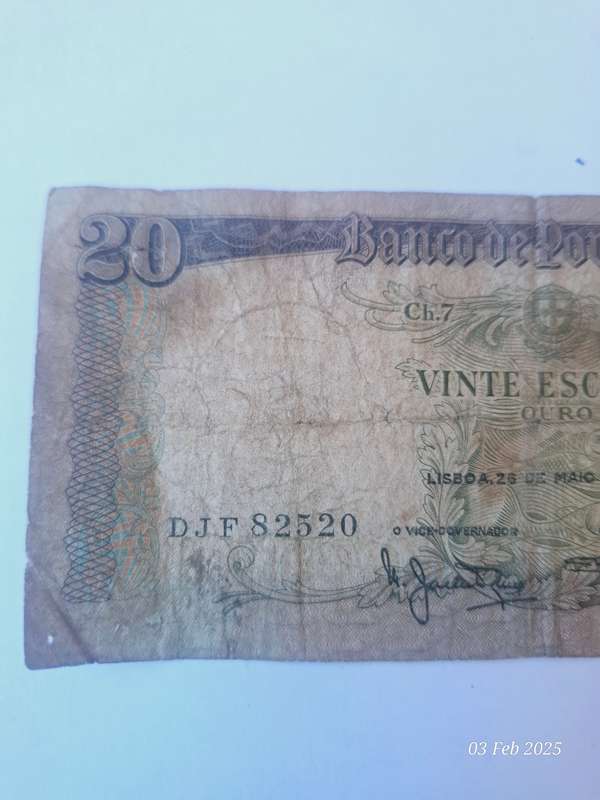 20
Banco de Po
Ch.7
VINTE ESC
OURO
LISBOA, 26 DE MAIO
DJF 82520
O VICE-GOVERNADOR
03 Feb 2025